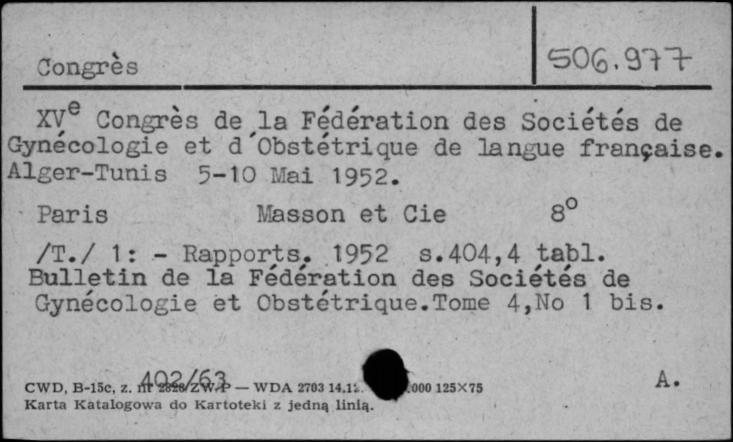 Congrès
506.977
XVe Congrès de la Fédération des Sociétés de
Gynécologie et d'Obstétrique de langue française.
Alger-Tunis 5-10 Mai 1952.
Paris Masson et Cie 8°
/T./ 1: - Rapports. 1952 s.404,4 tabl.
Bulletin de la Fédération des Sociétés de
Gynécologie et Obstétrique.Tome 4,No 1 bis.
402/63
A.
CWD, B-15c, z. nr ZWP — WDA 2703 000 125×75
Karta Katalogowa do Kartoteki z jedną linią.